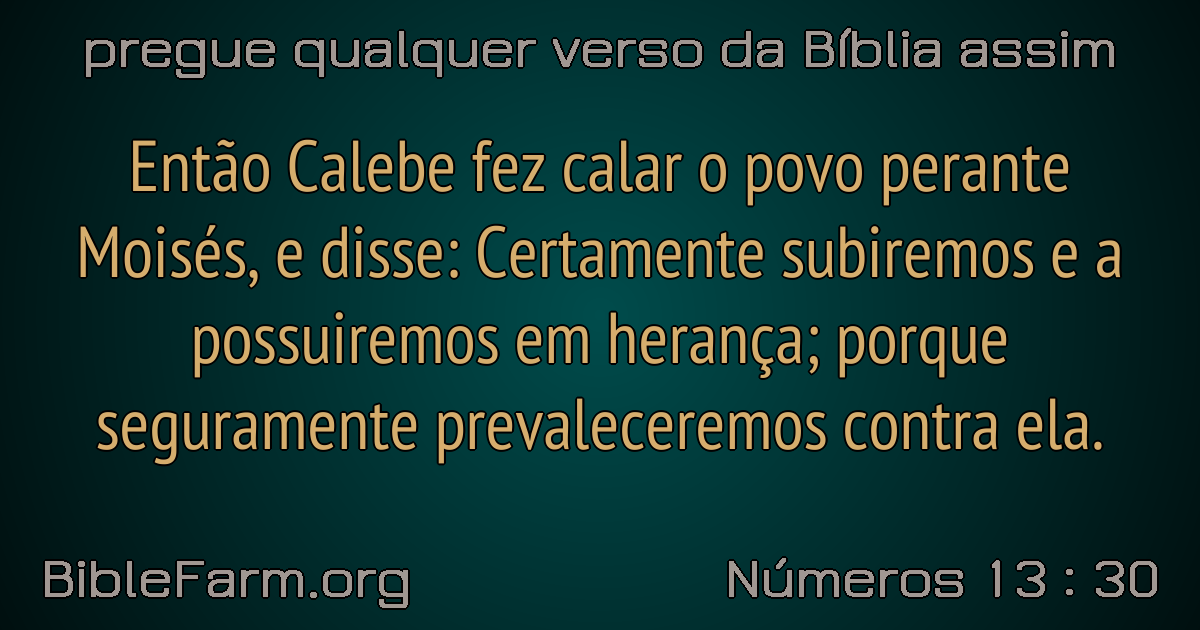 pregue qualquer verso da Bíblia assim
Então Calebe fez calar o povo perante
Moisés, e disse: Certamente subiremos e a
possuiremos em herança; porque
seguramente prevaleceremos contra ela.
BibleFarm.org
Números 13 : 30